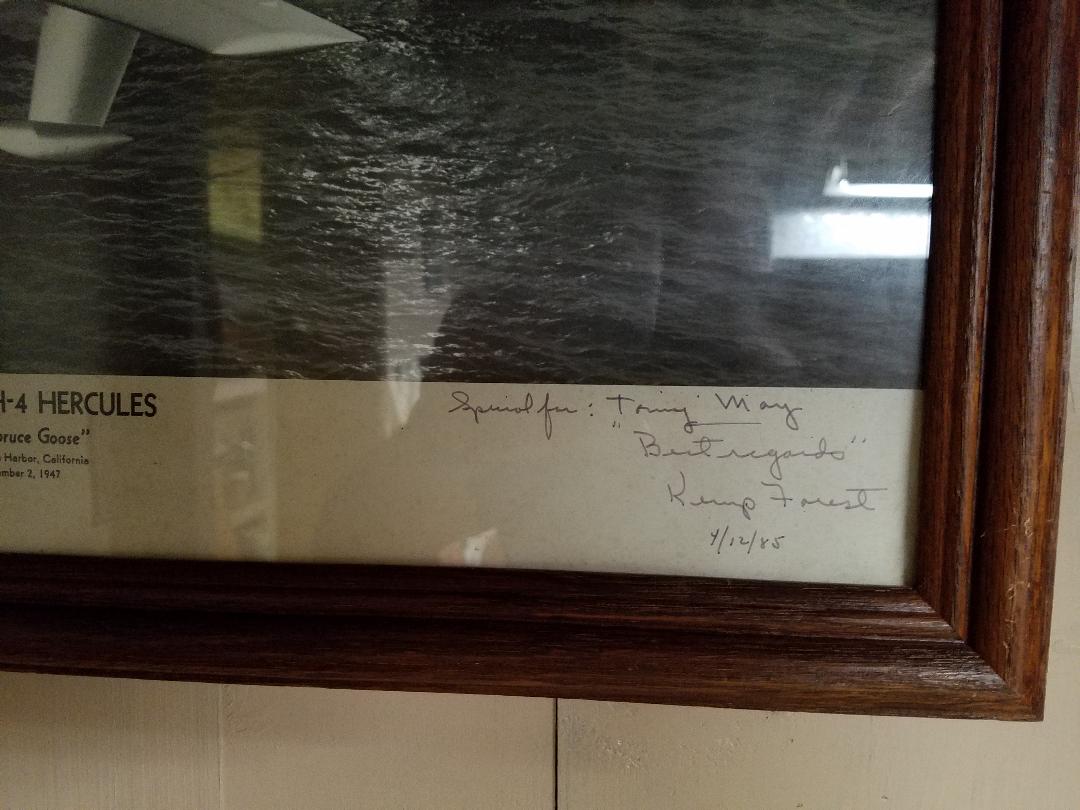 H-4 HERCULES
pruce Goose"
Harbor, California
mber 2, 1947
Special for: "Tommy" May
Best regards"
Kemp Forest
4/12/85